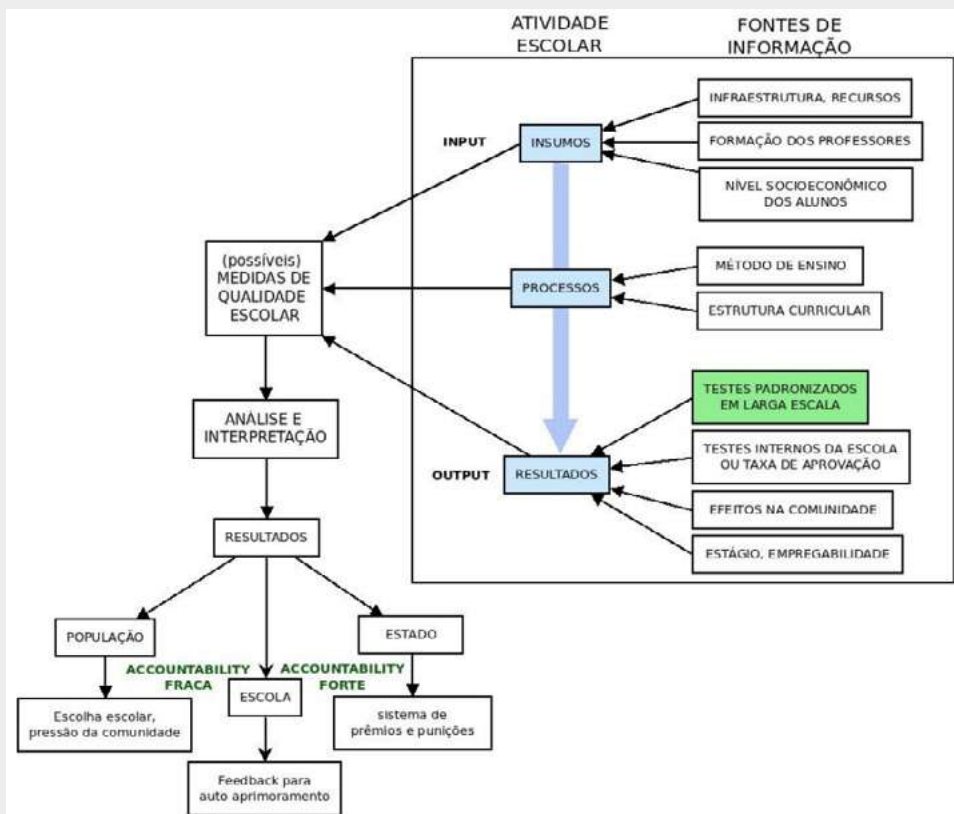 ATIVIDADE
ESCOLAR
FONTES DE
INFORMAÇÃO
INPUT
INSUMOS
INFRAESTRUTURA, RECURSOS
FORMAÇÃO DOS PROFESSORES
NÍVEL SOCIOECONÔMICO
DOS ALUNOS
(possíveis)
MEDIDAS DE
QUALIDADE
ESCOLAR
PROCESSOS
MÉTODO DE ENSINO
ESTRUTURA CURRICULAR
ANÁLISE E
INTERPRETAÇÃO
OUTPUT
RESULTADOS
TESTES PADRONIZADOS
EM LARGA ESCALA
TESTES INTERNOS DA ESCOLA
OU TAXA DE APROVAÇÃO
EFEITOS NA COMUNIDADE
ESTÁGIO, EMPREGABILIDADE
RESULTADOS
POPULAÇÃO
ESTADO
ACCOUNTABILITY
FRACA
ACCOUNTABILITY
FORTE
ESCOLA
Escolha escolar,
pressão da comunidade
sistema de
prêmios e punições
Feedback para
auto aprimoramento